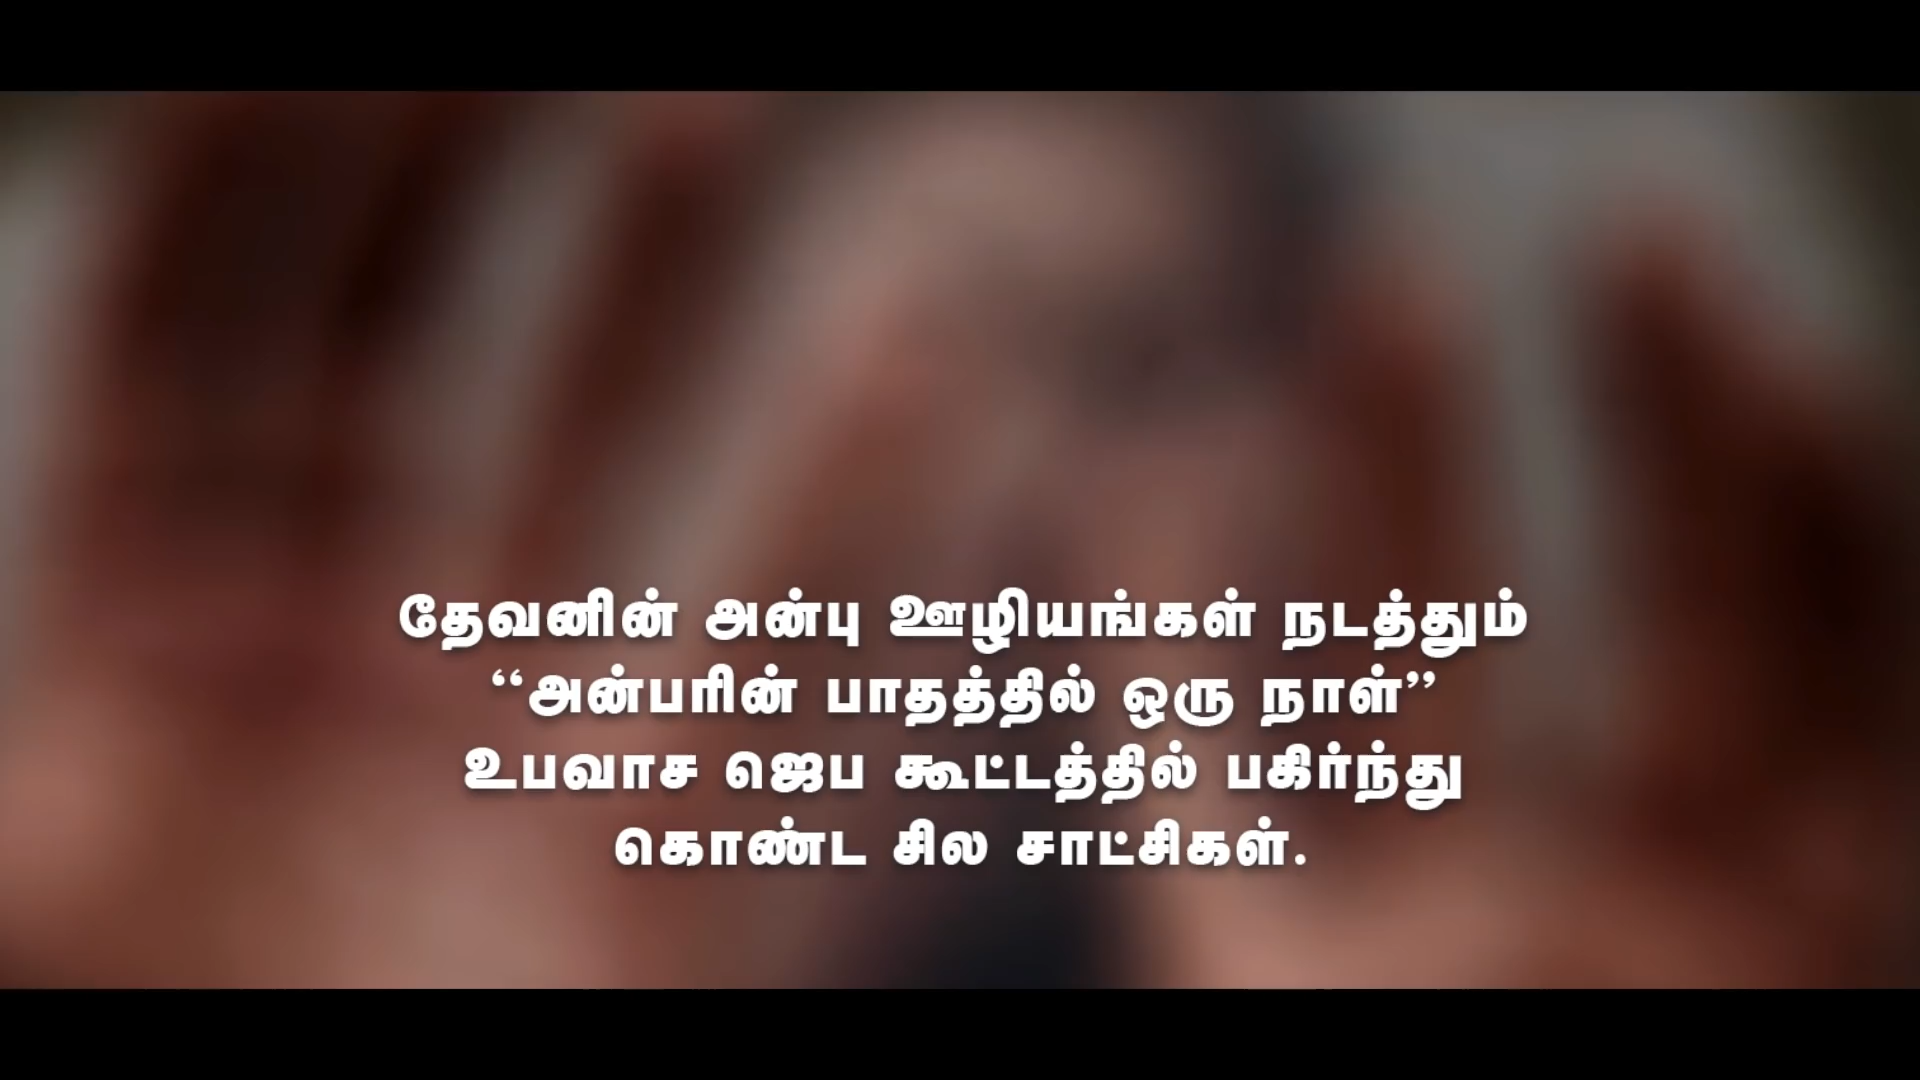 தேவனின் அன்பு ஊழியங்கள் நடத்தும்
“அன்பரின் பாதத்தில் ஒரு நாள்”
உபவாச ஜெப கூட்டத்தில் பகிர்ந்து
கொண்ட சில சாட்சிகள்.